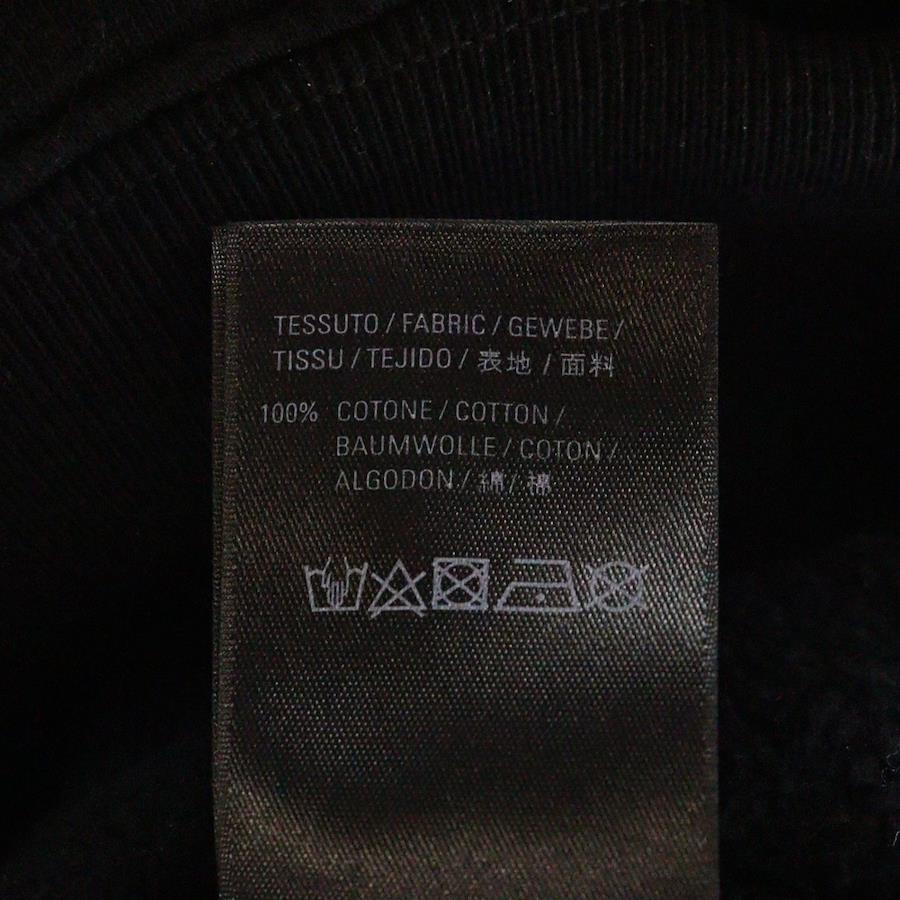 TESSUTO / FABRIC / GEWEBE /
TISSU / TEJIDO / 表地 / 面料
100% COTONE / COTTON /
BAUMWOLLE / COTON /
ALGODON / 綿 / 棉